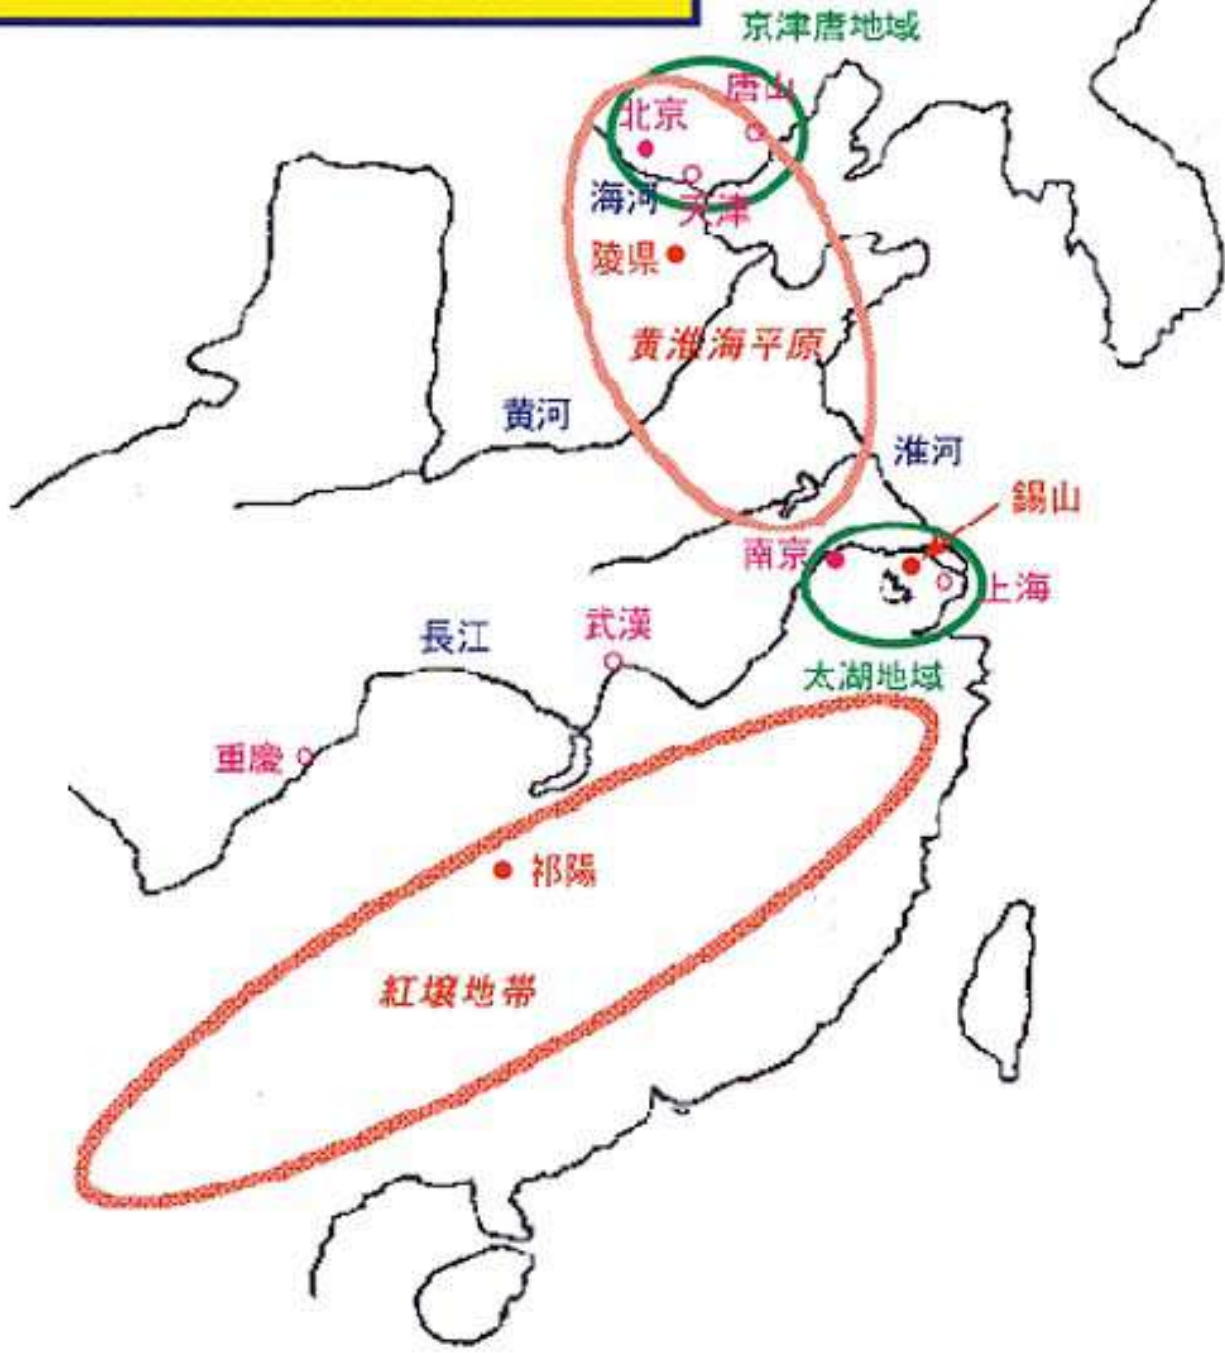 京津唐地域
唐山
北京
海河
天津
陵県
黄淮海平原
黄河
淮河
錫山
南京
上海
長江
武漢
太湖地域
重慶
祁陽
紅壌地帯